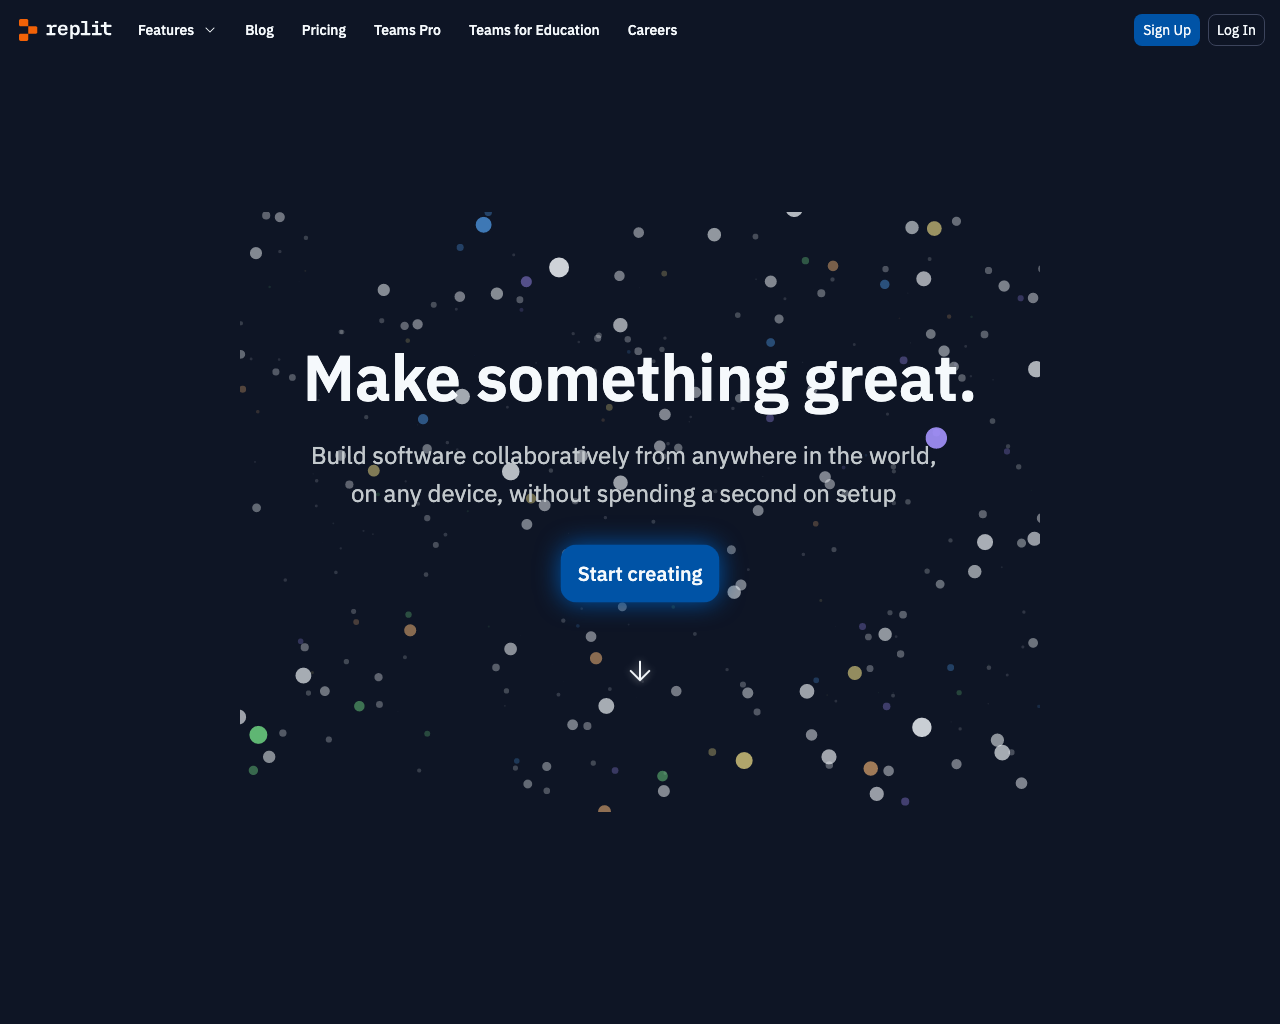 replit
Features
Blog
Pricing
Teams Pro
Teams for Education
Careers
Sign Up
Log In
Make something great.
Build software collaboratively from anywhere in the world,
on any device, without spending a second on setup
Start creating